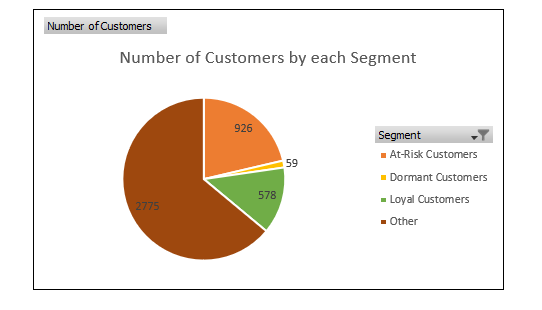 Number of Customers
Number of Customers by each Segment
926
59
578
2775
Segment
At-Risk Customers
Dormant Customers
Loyal Customers
Other